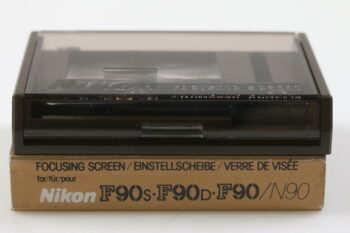 FOCUSING SCREEN / EINSTELLSCHEIBE / VERRE DE VISÉE
for/für/pour
Nikon F90S·F90D·F90/N90